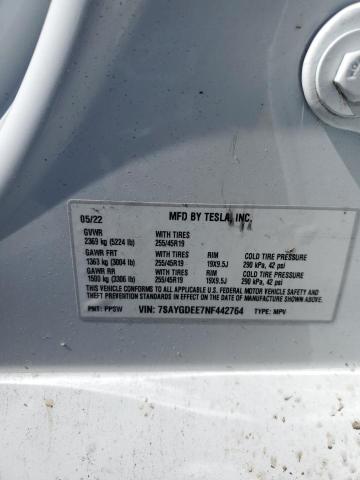 05/22 MFD BY TESLA, INC.
GVWR WITH TIRES
2369 kg (5224 lb) 255/45R19
GAWR FRT WITH TIRES RIM COLD TIRE PRESSURE
1363 kg (3004 lb) 255/45R19 19X9.5J 290 kPa, 42 psi
GAWR RR WITH TIRES RIM COLD TIRE PRESSURE
1500 kg (3306 lb) 255/45R19 19X9.5J 290 kPa, 42 psi
THIS VEHICLE CONFORMS TO ALL APPLICABLE U.S. FEDERAL MOTOR VEHICLE SAFETY AND
THEFT PREVENTION STANDARDS IN EFFECT ON THE DATE OF MANUFACTURE SHOWN ABOVE.
PNT: PPSW VIN: 7SAYGDEE7NF442764 TYPE: MPV